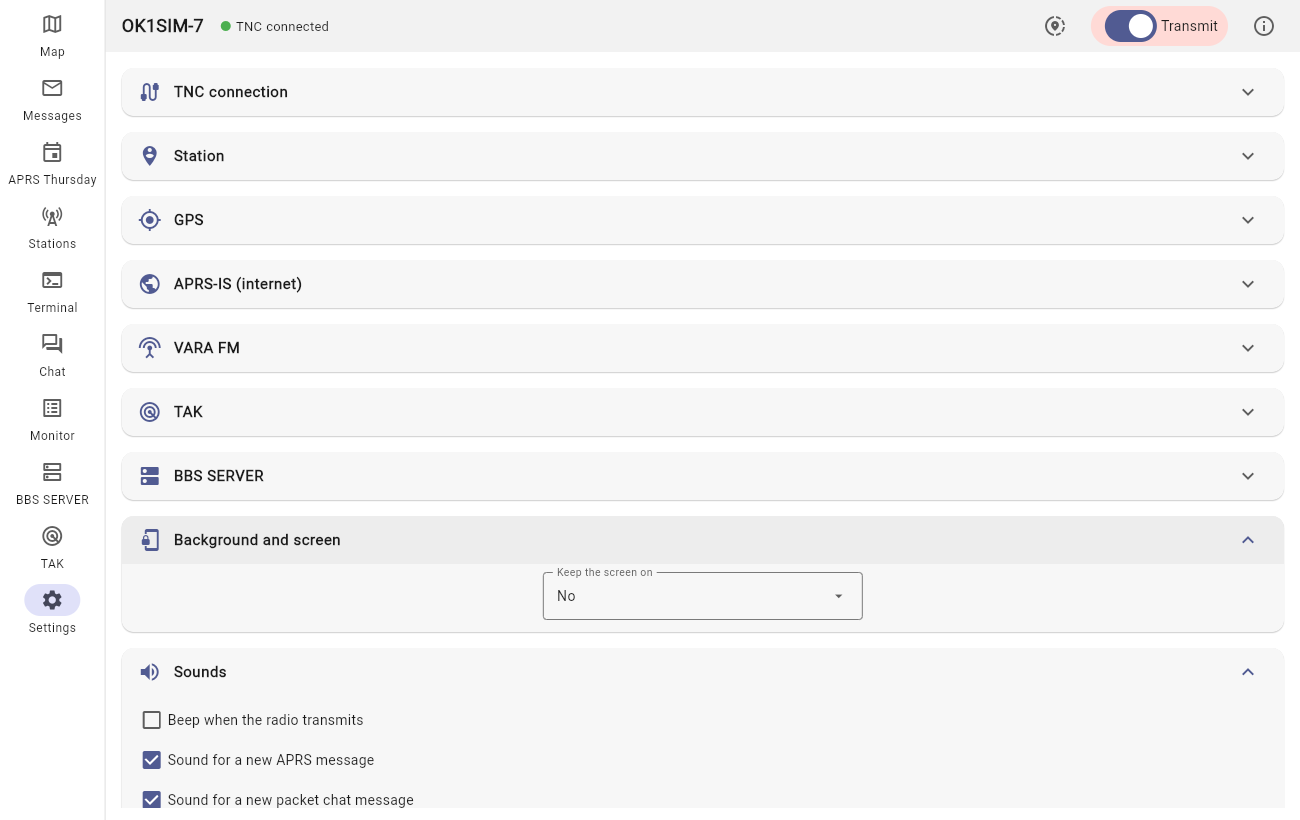 OK1SIM-7
TNC connected
Transmit
Map
Messages
APRS Thursday
Stations
Terminal
Chat
Monitor
BBS SERVER
TAK
Settings
TNC connection
Station
GPS
APRS-IS (internet)
VARA FM
TAK
BBS SERVER
Background and screen
Keep the screen on
No
Sounds
Beep when the radio transmits
Sound for a new APRS message
Sound for a new packet chat message